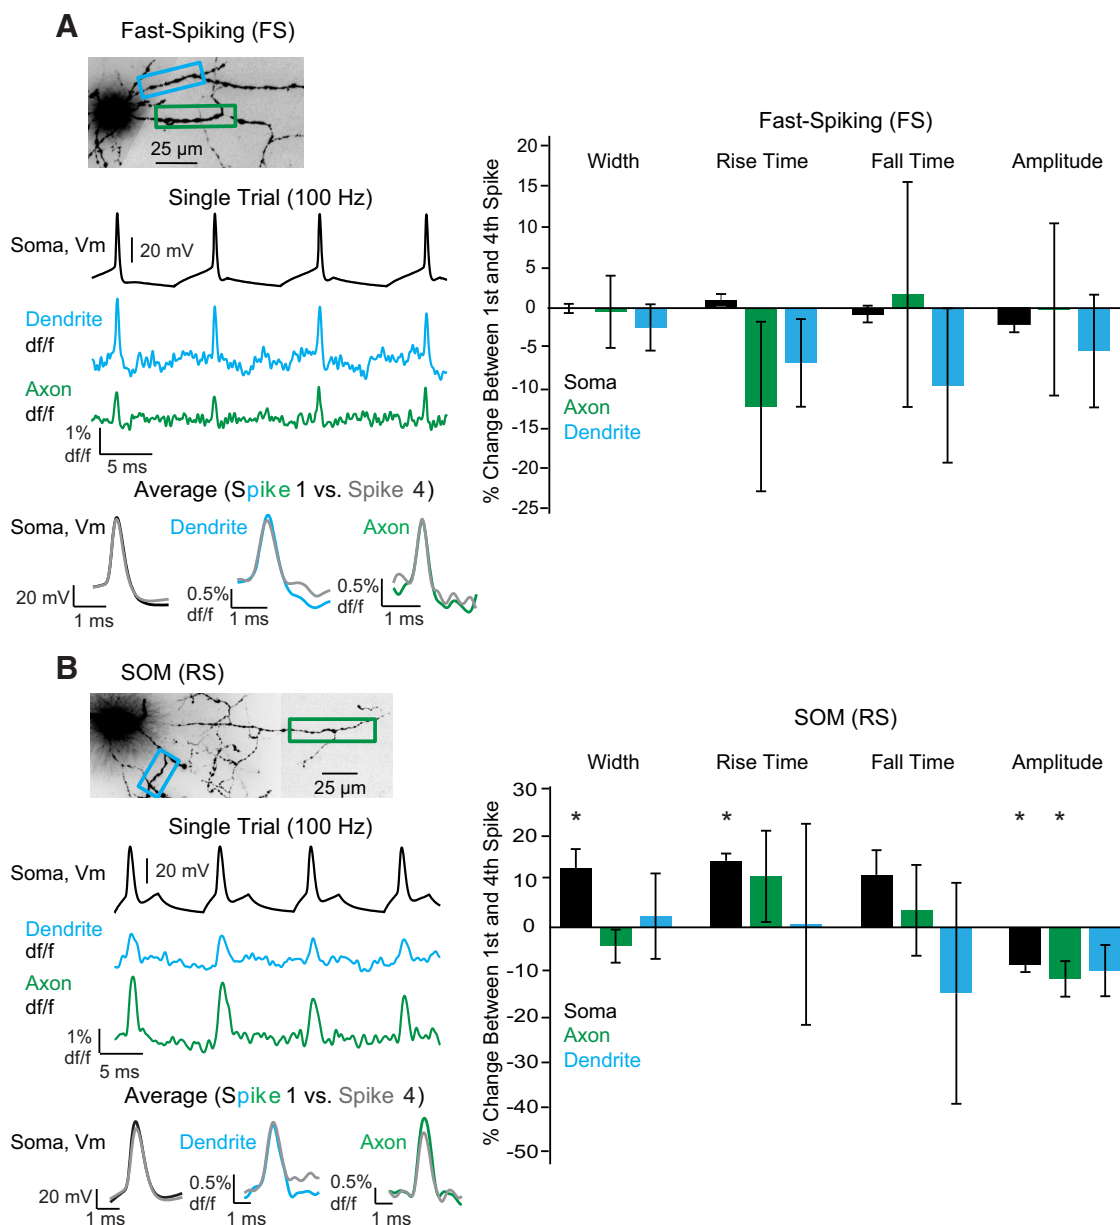 A
Fast-Spiking (FS)
25 µm
Single Trial (100 Hz)
Soma, Vm
20 mV
Dendrite
df/f
Axon
df/f
1%
df/f
5 ms
Average (Spike 1 vs. Spike 4)
Soma, Vm
Dendrite
Axon
20 mV
1 ms
0.5%
df/f
1 ms
0.5%
df/f
1 ms
Fast-Spiking (FS)
Width
Rise Time
Fall Time
Amplitude
% Change Between 1st and 4th Spike
20
15
10
5
0
-5
-10
-15
-20
-25
Soma
Axon
Dendrite
B
SOM (RS)
25 µm
Single Trial (100 Hz)
Soma, Vm
20 mV
Dendrite
df/f
Axon
df/f
1%
df/f
5 ms
Average (Spike 1 vs. Spike 4)
Soma, Vm
Dendrite
Axon
20 mV
1 ms
0.5%
df/f
1 ms
0.5%
df/f
1 ms
SOM (RS)
Width
Rise Time
Fall Time
Amplitude
% Change Between 1st and 4th Spike
30
20
10
0
-10
-20
-30
-40
-50
* * * *
Soma
Axon
Dendrite